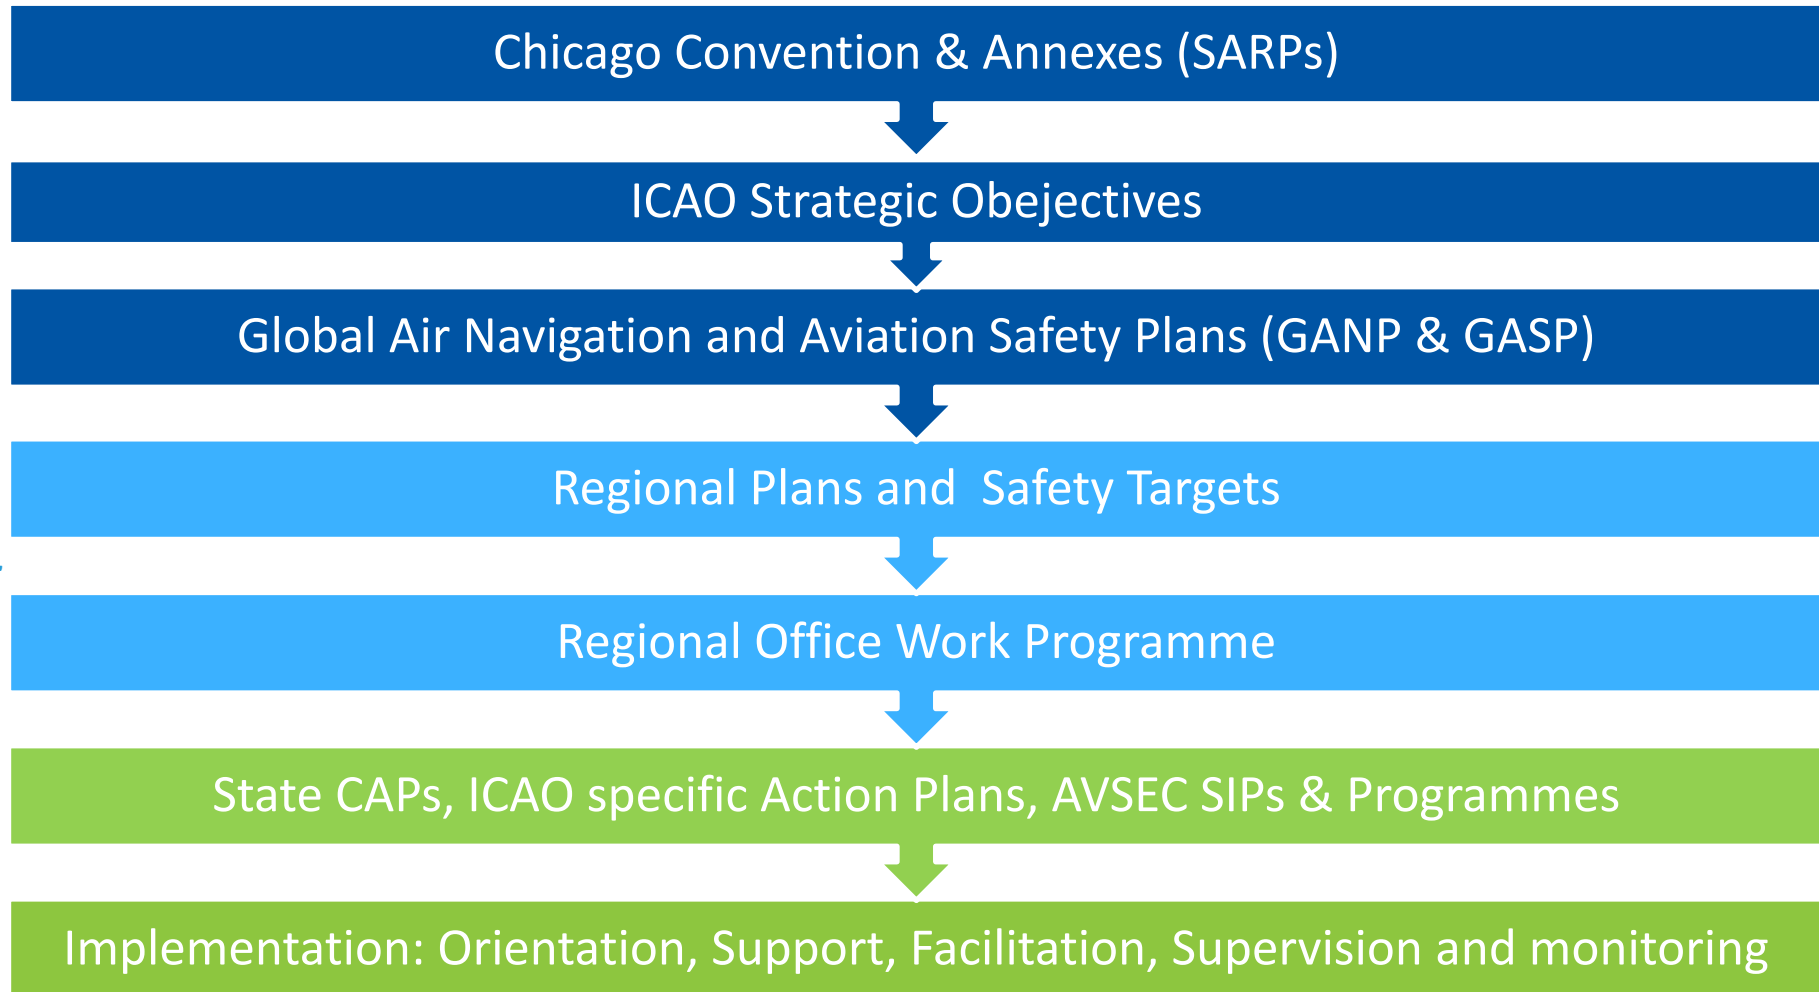 Chicago Convention & Annexes (SARPs)
ICAO Strategic Obejectives
Global Air Navigation and Aviation Safety Plans (GANP & GASP)
Regional Plans and  Safety Targets
Regional Office Work Programme
State CAPs, ICAO specific Action Plans, AVSEC SIPs & Programmes
Implementation: Orientation, Support, Facilitation, Supervision and monitoring